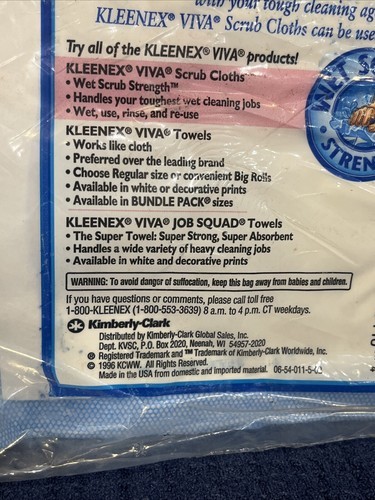 with your tough cleaning ag
KLEENEX® VIVA® Scrub Cloths can be use
Try all of the KLEENEX® VIVA® products!
KLEENEX® VIVA® Scrub Cloths™
• Wet Scrub Strength™
• Handles your toughest wet cleaning jobs
• Wet, use, rinse, and re-use
WET SC
STRENG
KLEENEX® VIVA® Towels
• Works like cloth
• Preferred over the leading brand
• Choose Regular size or convenient Big Rolls
• Available in white or decorative prints
• Available in BUNDLE PACK® sizes
KLEENEX® VIVA® JOB SQUAD® Towels
• The Super Towel: Super Strong, Super Absorbent
• Handles a wide variety of heavy cleaning jobs
• Available in white and decorative prints
WARNING: To avoid danger of suffocation, keep this bag away from babies and children.
If you have questions or comments, please call toll free
1-800-KLEENEX (1-800-553-3639) 8 a.m. to 4 p.m. CT weekdays.
Kimberly-Clark
Distributed by Kimberly-Clark Global Sales, Inc.
Dept. KVSC, P.O. Box 2020, Neenah, WI 54957-2020
® Registered Trademark and ™ Trademark of Kimberly-Clark Worldwide, Inc.
© 1996 KCWW. All Rights Reserved.
Made in the USA from domestic and imported material. 06-54-011-5-03